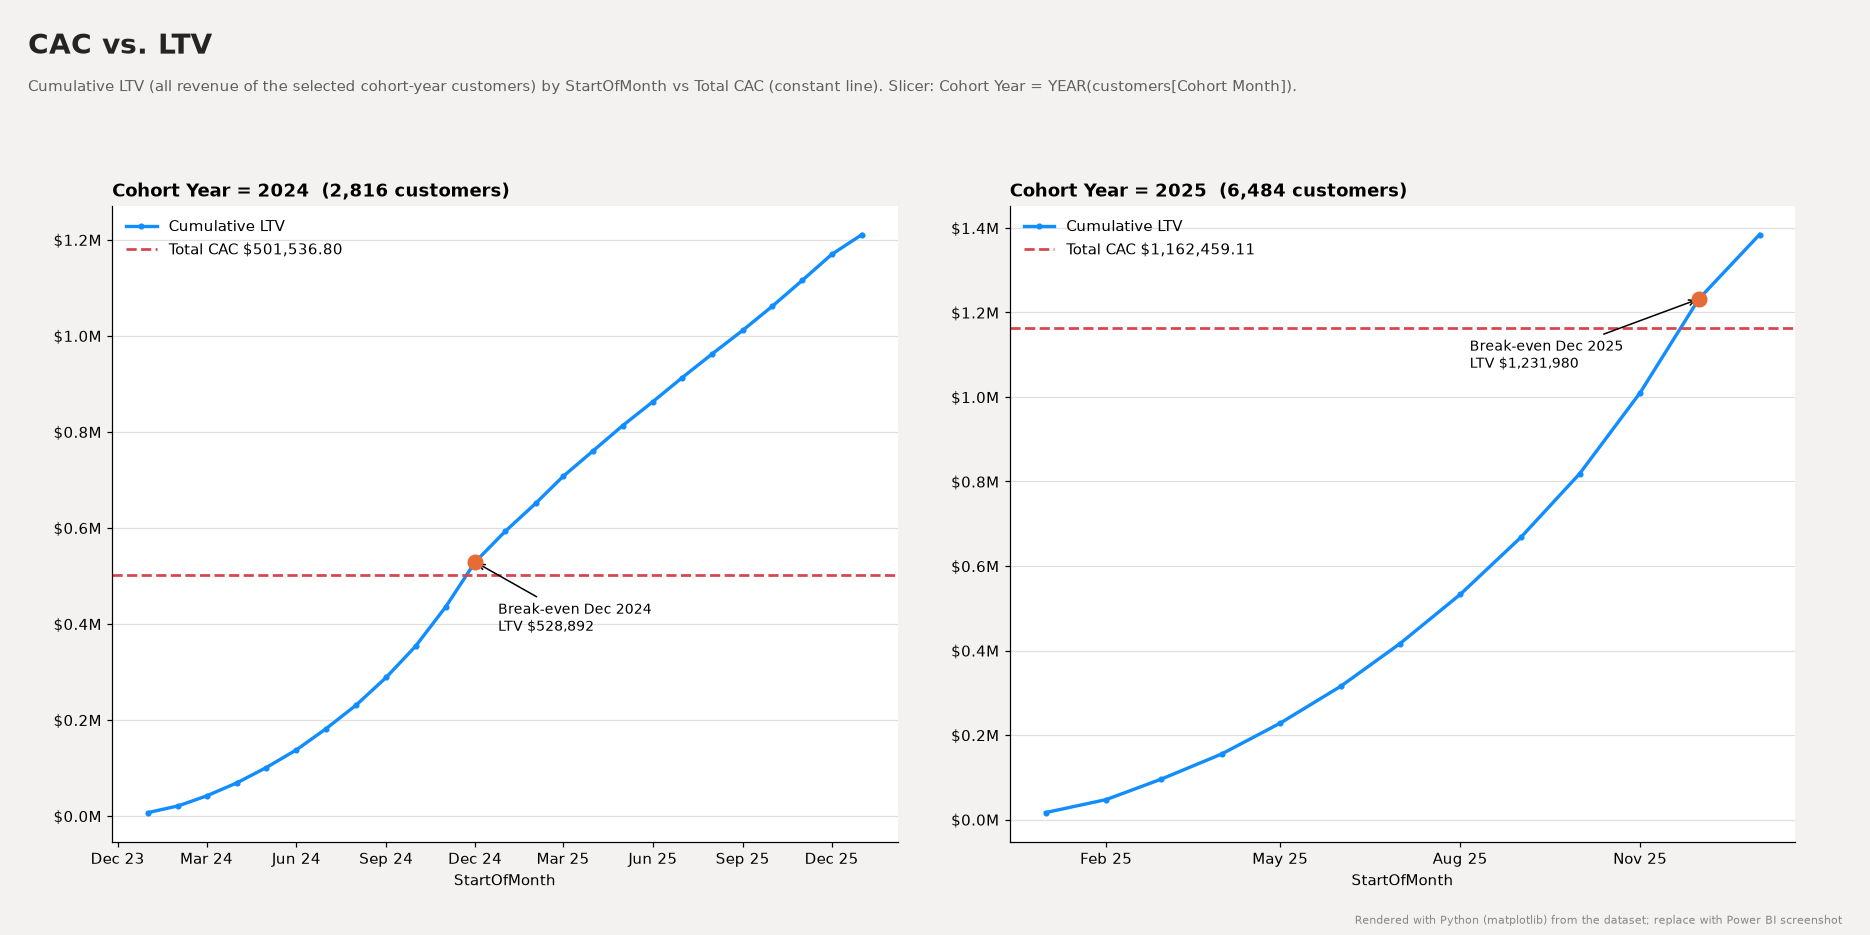 CAC vs. LTV
Cumulative LTV (all revenue of the selected cohort-year customers) by StartOfMonth vs Total CAC (constant line). Slicer: Cohort Year = YEAR(customers[Cohort Month]).
Cohort Year = 2024  (2,816 customers)
Cumulative LTV
Total CAC $501,536.80
$1.2M
$1.0M
$0.8M
$0.6M
$0.4M
$0.2M
$0.0M
Break-even Dec 2024
LTV $528,892
Dec 23 Mar 24 Jun 24 Sep 24 Dec 24 Mar 25 Jun 25 Sep 25 Dec 25
StartOfMonth
Cohort Year = 2025  (6,484 customers)
Cumulative LTV
Total CAC $1,162,459.11
$1.4M
$1.2M
$1.0M
$0.8M
$0.6M
$0.4M
$0.2M
$0.0M
Break-even Dec 2025
LTV $1,231,980
Feb 25 May 25 Aug 25 Nov 25
StartOfMonth
Rendered with Python (matplotlib) from the dataset; replace with Power BI screenshot